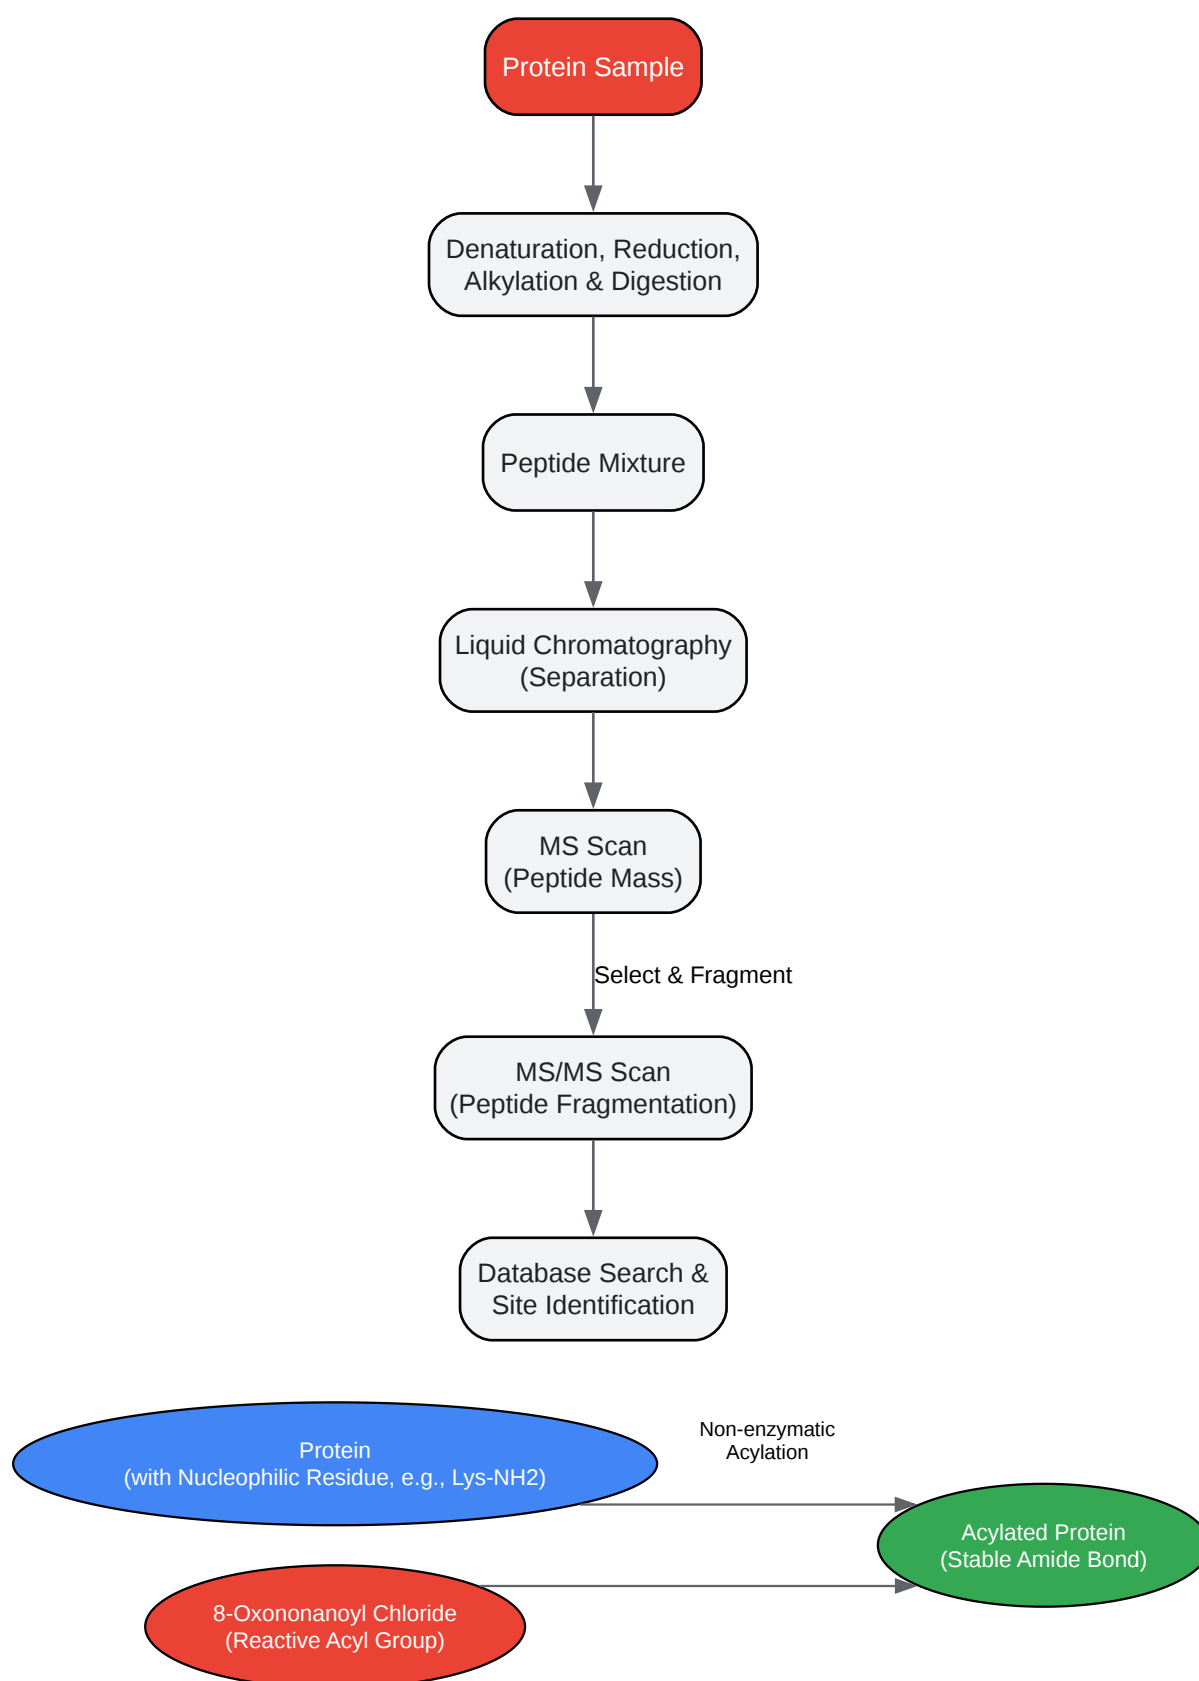 Protein Sample
Denaturation, Reduction,
Alkylation & Digestion
Peptide Mixture
Liquid Chromatography
(Separation)
MS Scan
(Peptide Mass)
Select & Fragment
MS/MS Scan
(Peptide Fragmentation)
Database Search &
Site Identification
Protein
(with Nucleophilic Residue, e.g., Lys-NH2)
Non-enzymatic
Acylation
Acylated Protein
(Stable Amide Bond)
8-Oxononanoyl Chloride
(Reactive Acyl Group)